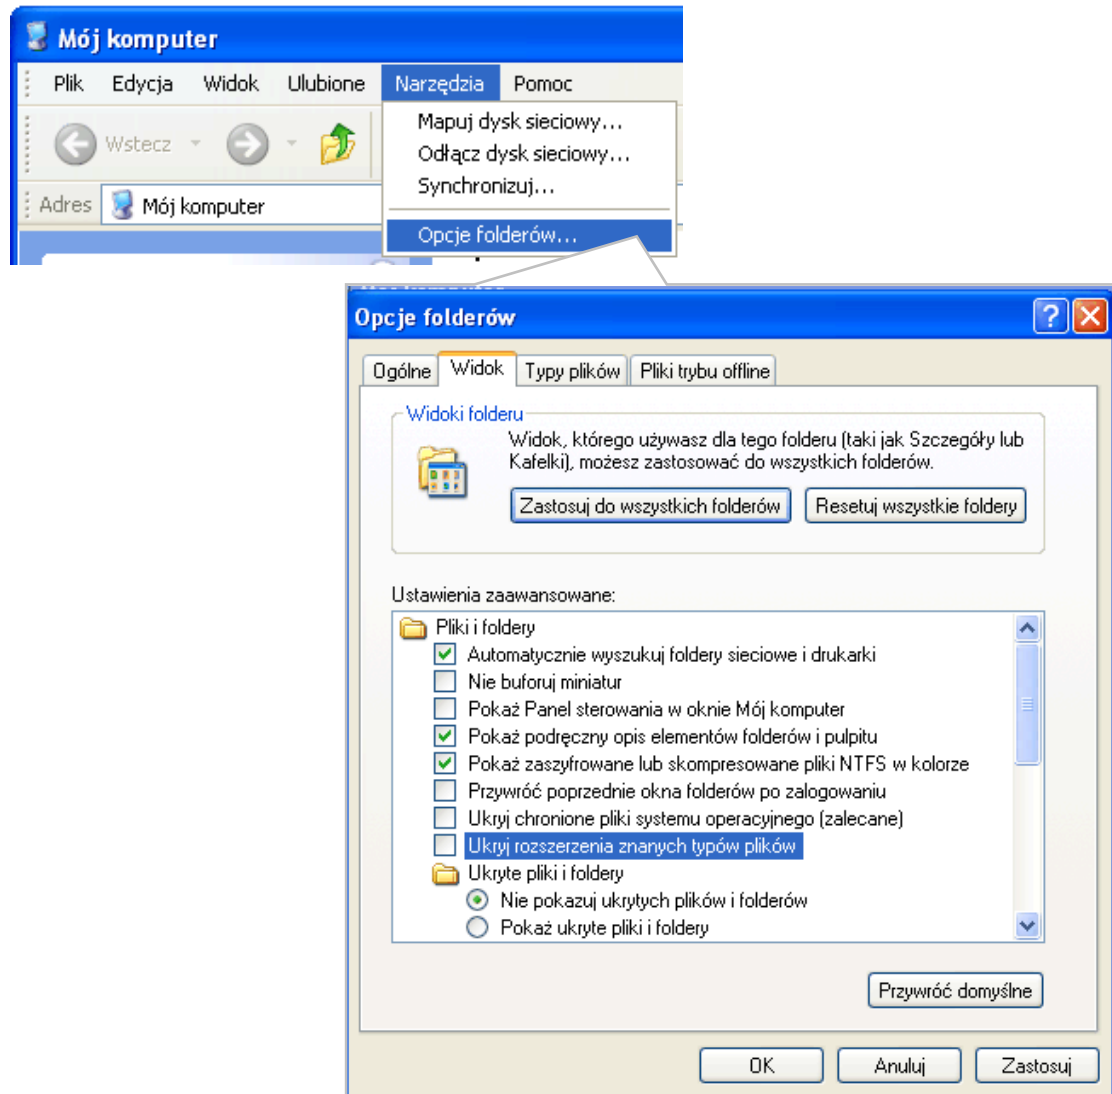 Mój komputer
Plik Edycja Widok Ulubione Narzędzia Pomoc
Wstecz
Mapuj dysk sieciowy...
Odłącz dysk sieciowy...
Synchronizuj...
Adres Mój komputer
Opcje folderów...
Opcje folderów
Ogólne Widok Typy plików Pliki trybu offline
Widoki folderu
Widok, którego używasz dla tego folderu (taki jak Szczegóły lub
Kafelki), możesz zastosować do wszystkich folderów.
Zastosuj do wszystkich folderów Resetuj wszystkie foldery
Ustawienia zaawansowane:
Pliki i foldery
Automatycznie wyszukuj foldery sieciowe i drukarki
Nie buforuj miniatur
Pokaż Panel sterowania w oknie Mój komputer
Pokaż podręczny opis elementów folderów i pulpitu
Pokaż zaszyfrowane lub skompresowane pliki NTFS w kolorze
Przywróć poprzednie okna folderów po zalogowaniu
Ukryj chronione pliki systemu operacyjnego (zalecane)
Ukryj rozszerzenia znanych typów plików
Ukryte pliki i foldery
Nie pokazuj ukrytych plików i folderów
Pokaż ukryte pliki i foldery
Przywróć domyślne
OK Anuluj Zastosuj